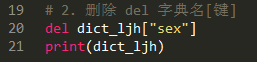 19 # 2. 删除 del 字典名[键]
20 del dict_ljh["sex"]
21 print(dict_ljh)